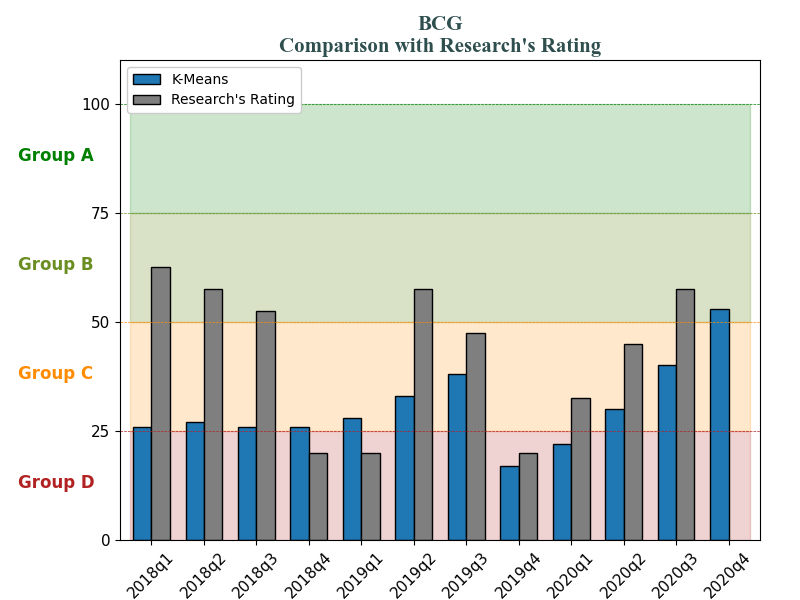 BCG
Comparison with Research's Rating
K-Means
Research's Rating
100
Group A
75
Group B
50
Group C
25
Group D
0
2018q1
2018q2
2018q3
2018q4
2019q1
2019q2
2019q3
2019q4
2020q1
2020q2
2020q3
2020q4